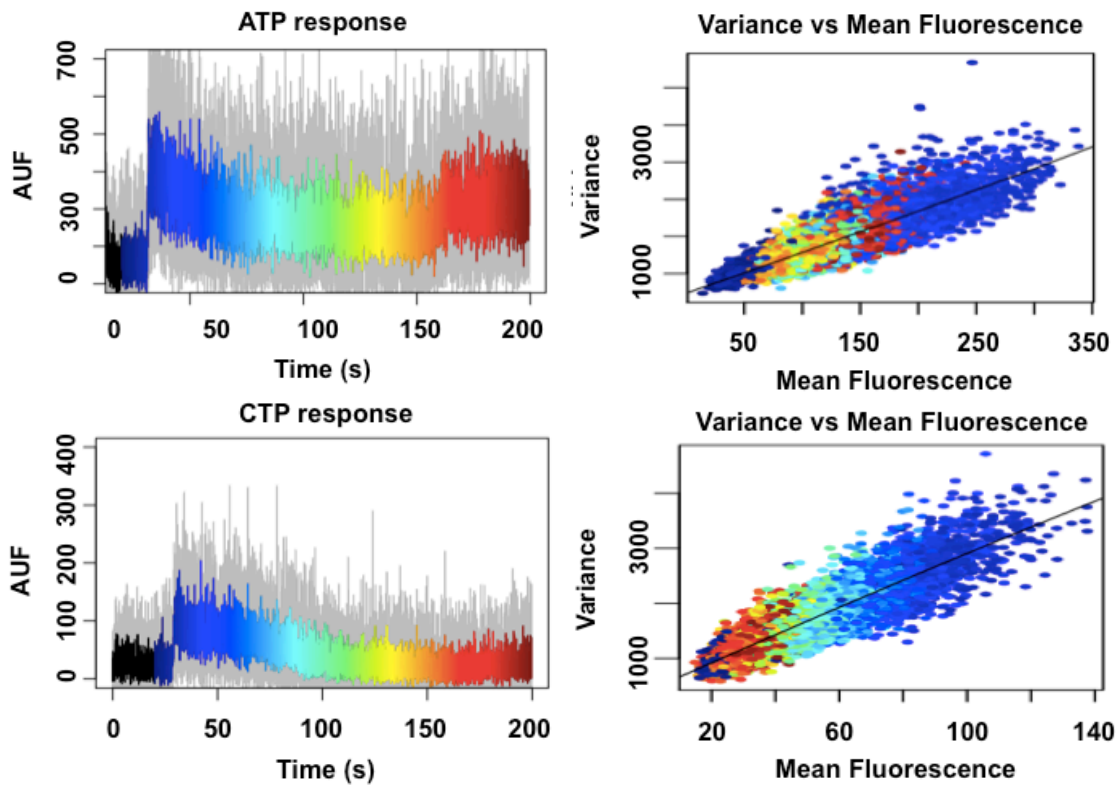 ATP response
AUF
700
500
300
0
0 50 100 150 200
Time (s)
Variance vs Mean Fluorescence
Variance
3000
1000
50 150 250 350
Mean Fluorescence
CTP response
AUF
400
300
200
100
0
0 50 100 150 200
Time (s)
Variance vs Mean Fluorescence
Variance
3000
1000
20 60 100 140
Mean Fluorescence